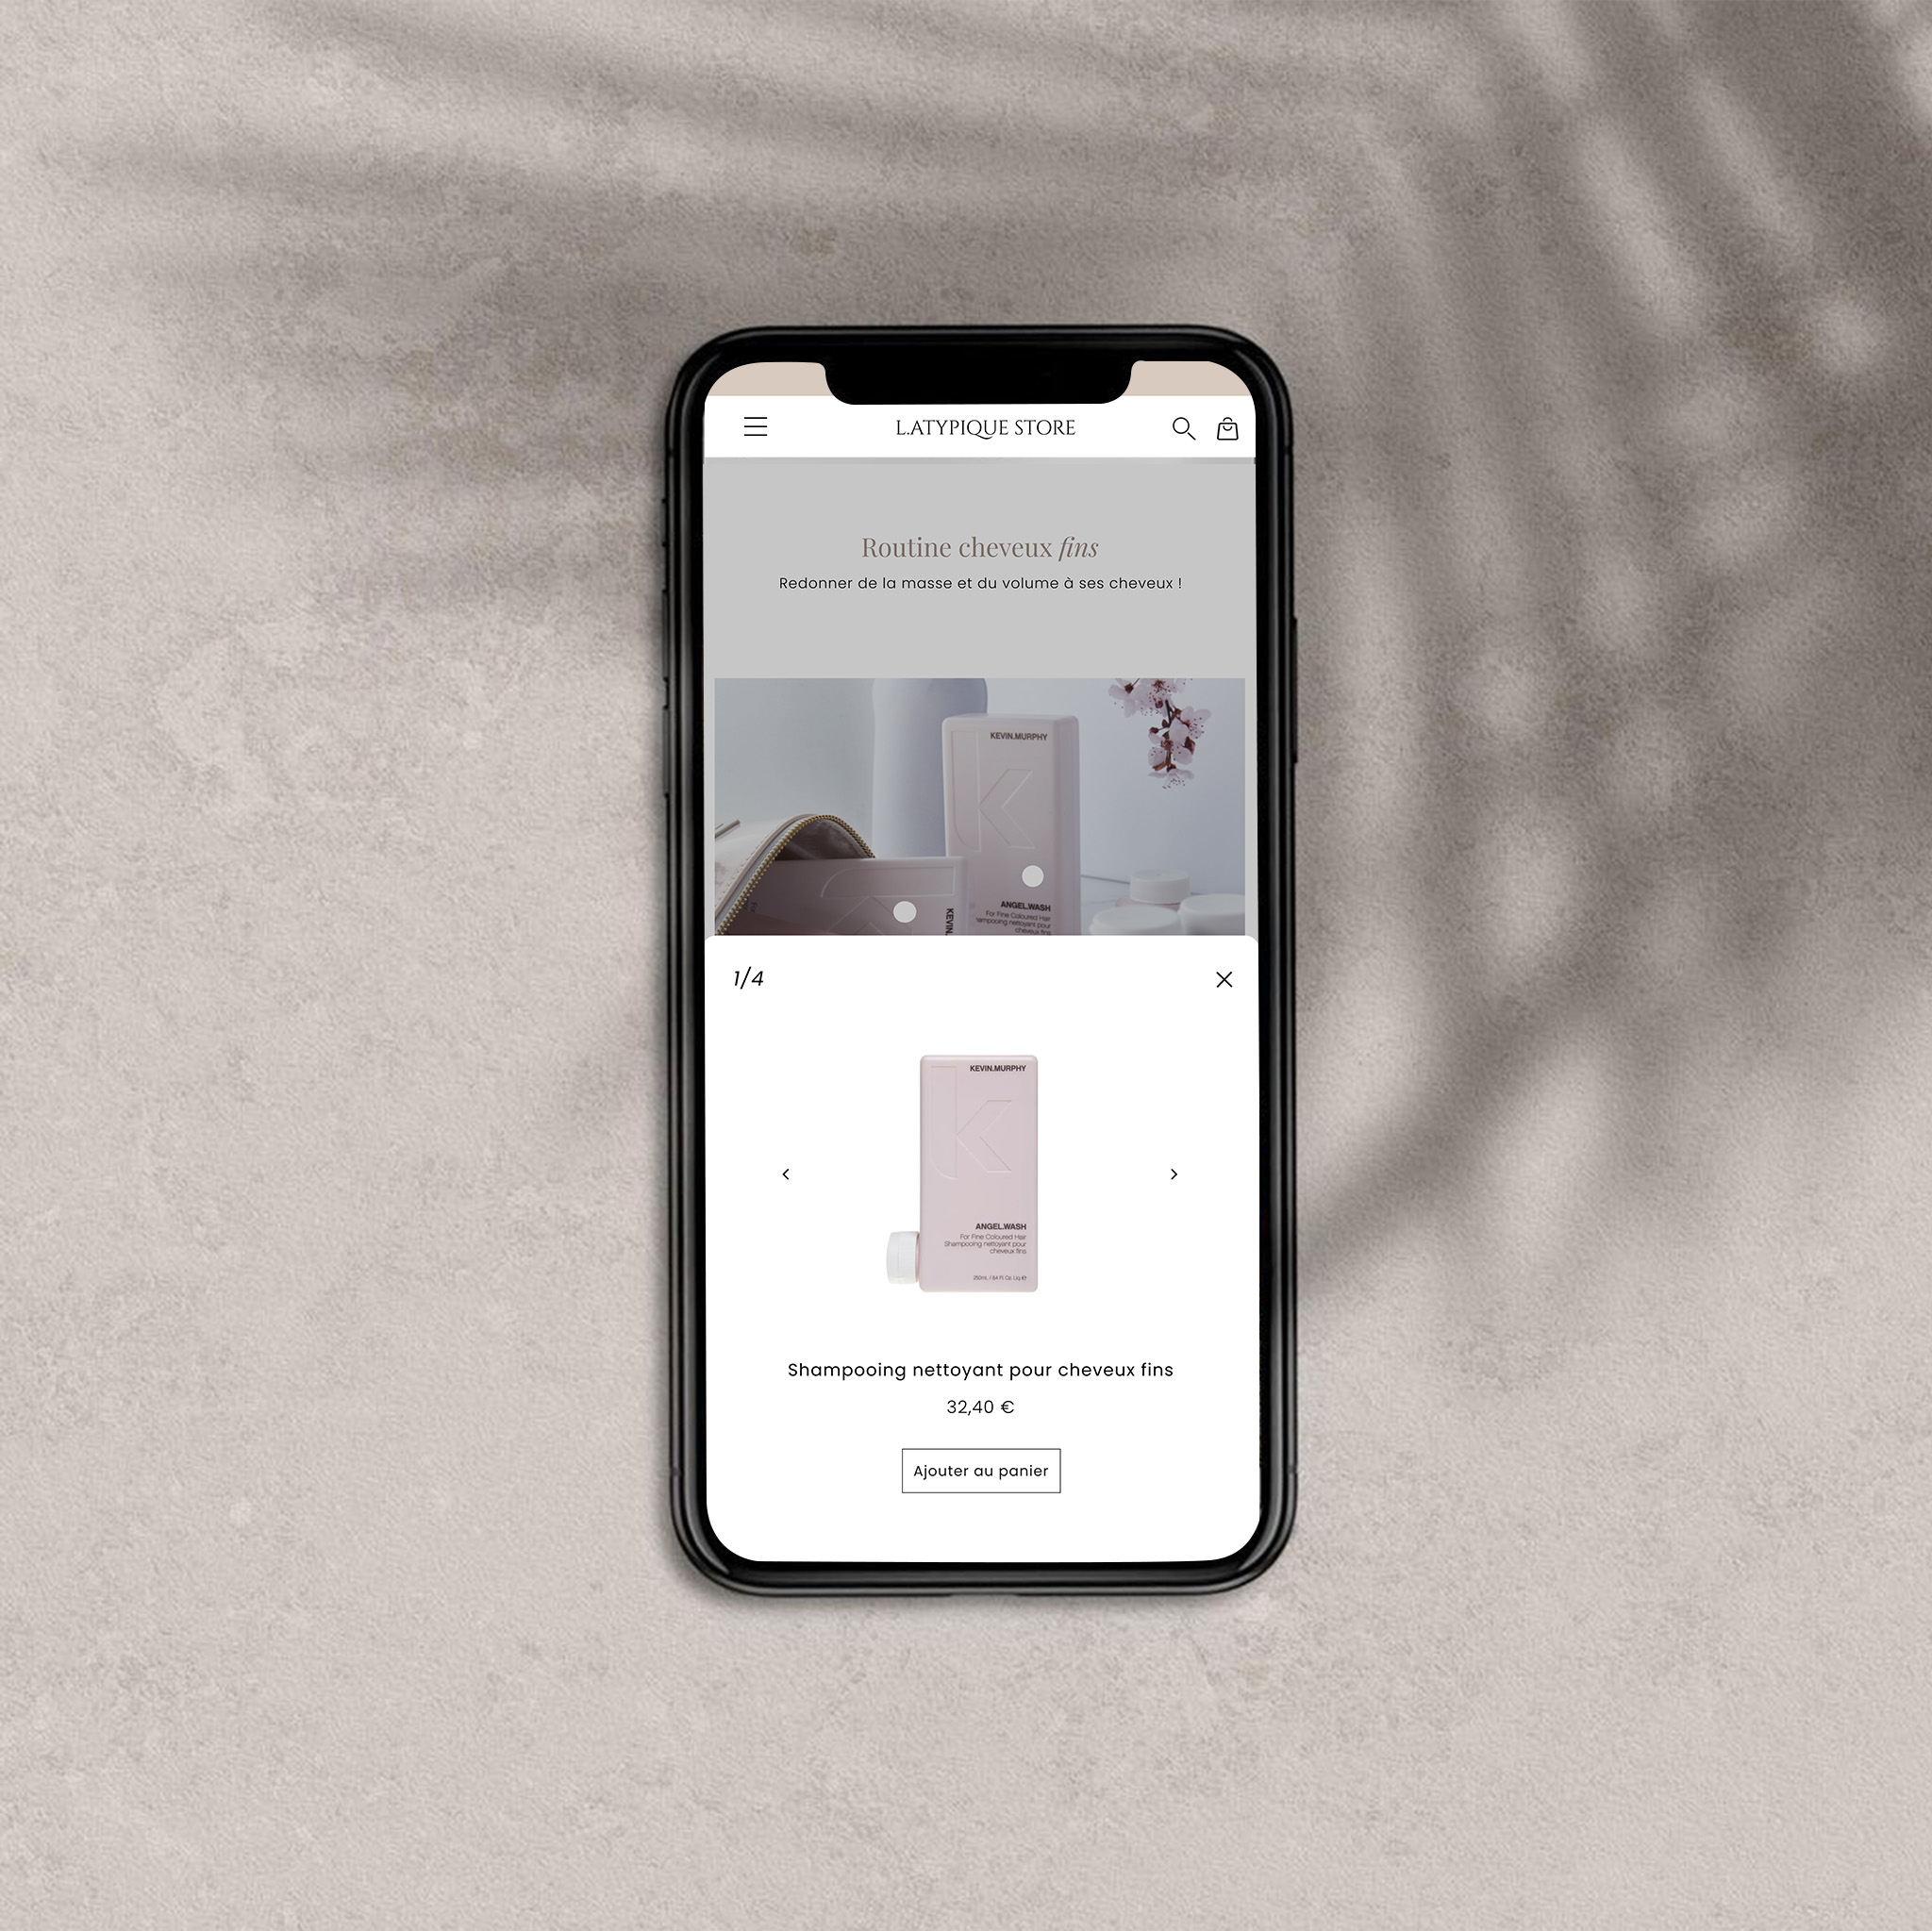 L.ATYPIQUE STORE
Routine cheveux fins
Redonner de la masse et du volume à ses cheveux !
KEVIN.MURPHY
KEVIN.
ANGEL.WASH
For Fine Coloured Hair
nettoyant pour
cheveux fins
1/4
KEVIN.MURPHY
ANGEL.WASH
For Fine Coloured Hair
Shampooing nettoyant pour
cheveux fins
250mL / 8.4 Fl. Oz. Liq
Shampooing nettoyant pour cheveux fins
32,40 €
Ajouter au panier